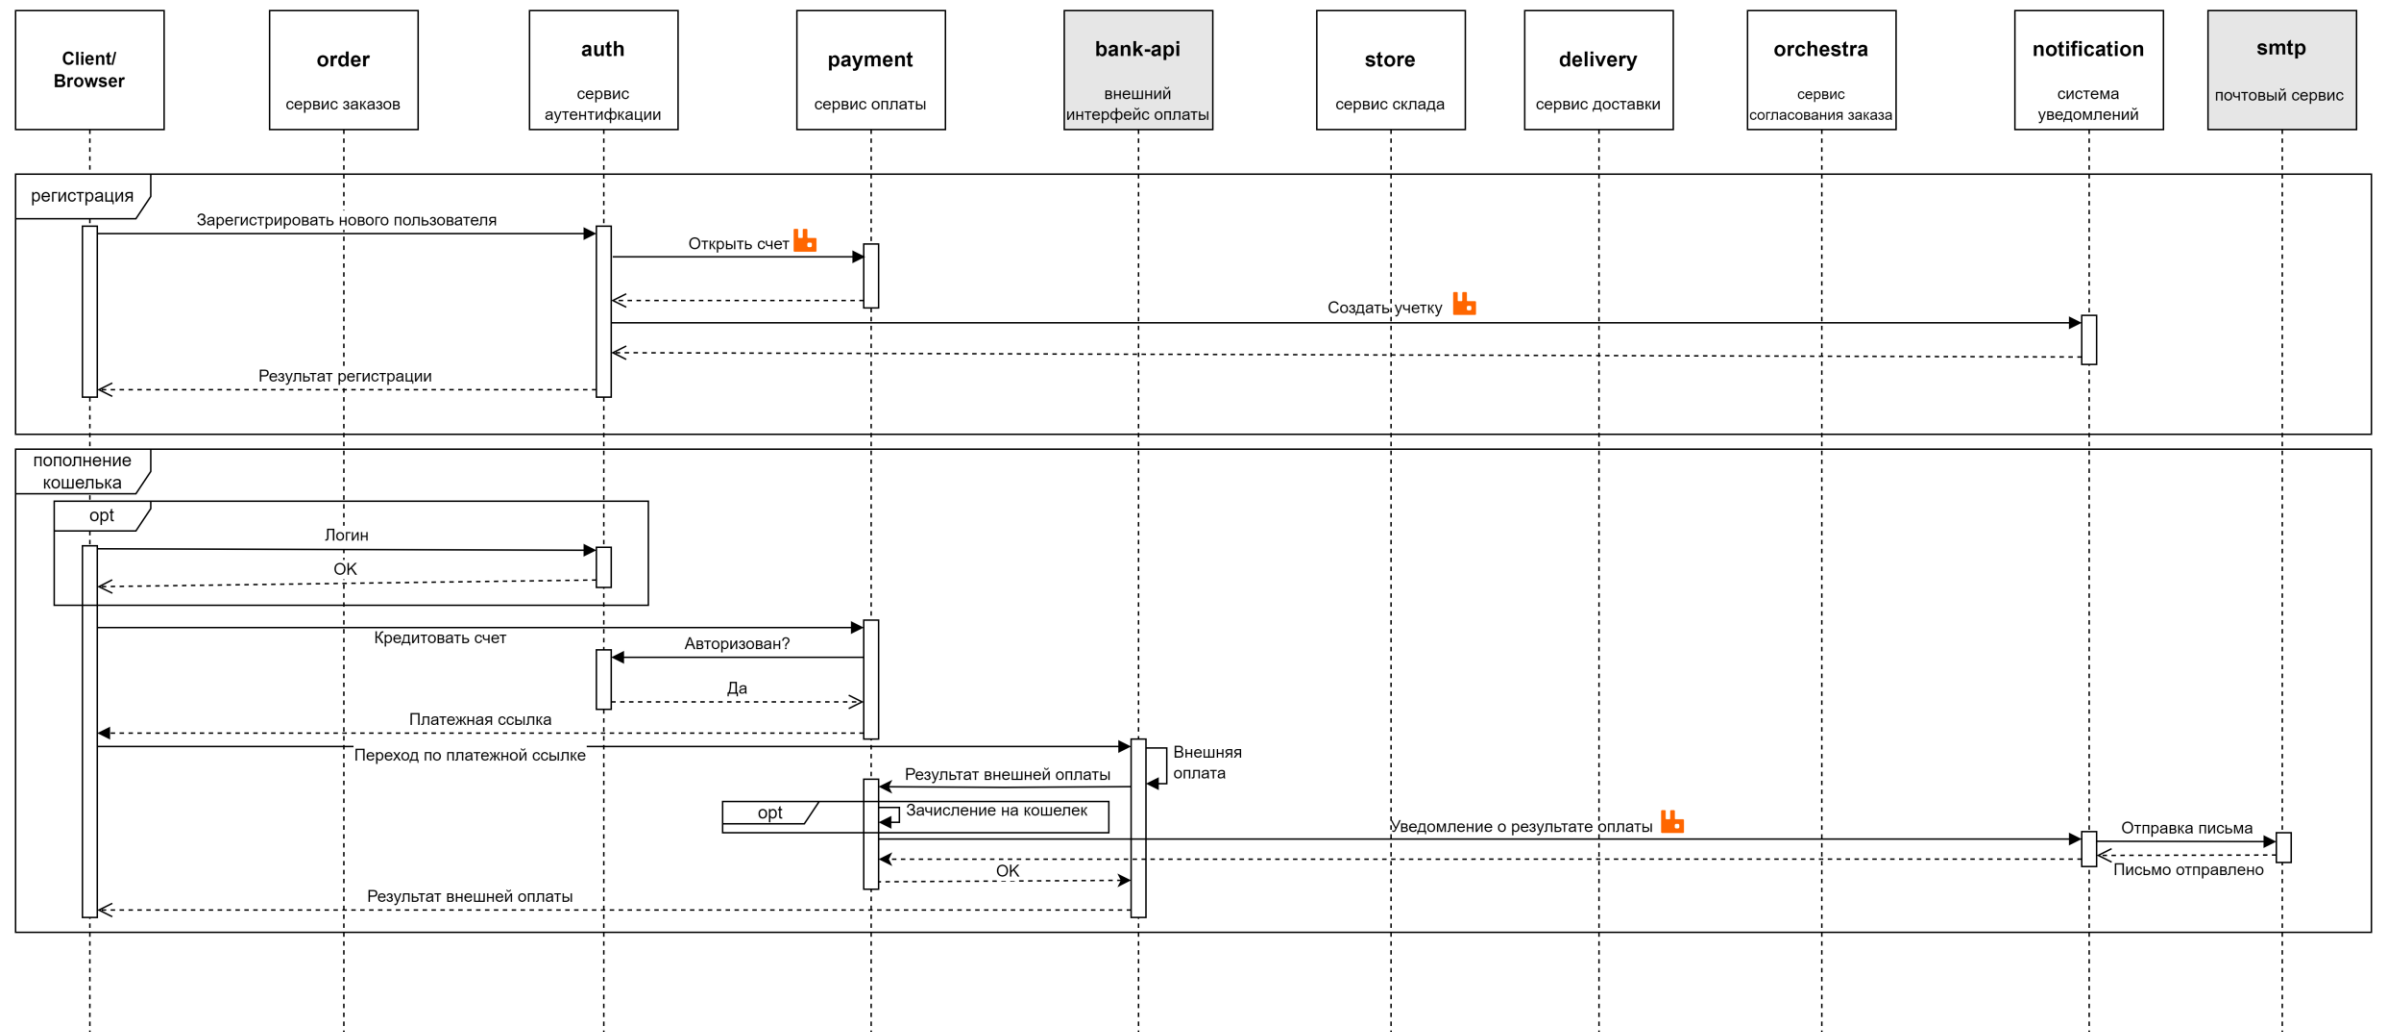 Client/
Browser
order
сервис заказов
auth
сервис
аутентифкации
payment
сервис оплаты
bank-api
внешний
интерфейс оплаты
store
сервис склада
delivery
сервис доставки
orchestra
сервис
согласования заказа
notification
система
уведомлений
smtp
почтовый сервис
регистрация
Зарегистрировать нового пользователя
Открыть счет
Создать учетку
Результат регистрации
пополнение
кошелька
opt
Логин
OK
Кредитовать счет
Авторизован?
Да
Платежная ссылка
Переход по платежной ссылке
Внешняя
оплата
Результат внешней оплаты
opt
Зачисление на кошелек
Уведомление о результате оплаты
Отправка письма
Письмо отправлено
OK
Результат внешней оплаты